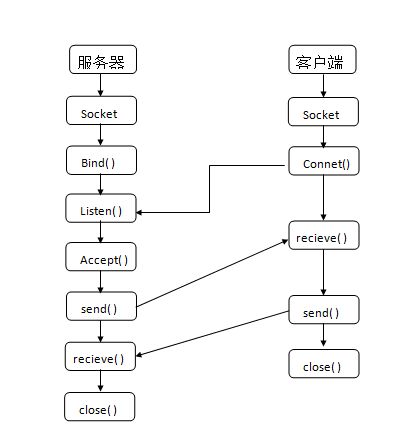 服务器
客户端
Socket
Socket
Bind()
Connet()
Listen()
recieve()
Accept()
send()
send()
recieve()
close()
close()